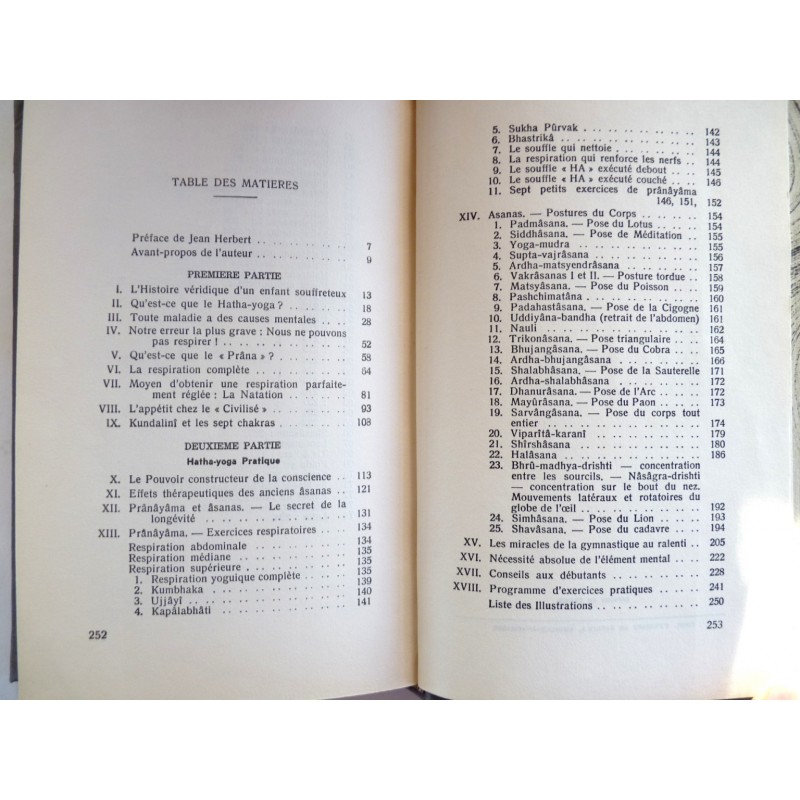 TABLE DES MATIERES
Préface de Jean Herbert . . . . . . . . . . 7
Avant-propos de l'auteur . . . . . . . . . . 9
PREMIERE PARTIE
I. L'Histoire véridique d'un enfant souffreteux 13
II. Qu'est-ce que le Hatha-yoga ? . . . . . . 18
III. Toute maladie a des causes mentales . . 28
IV. Notre erreur la plus grave : Nous ne pouvons
pas respirer ! . . . . . . . . . . 52
V. Qu'est-ce que le « Prâna » ? . . . . . . 58
VI. La respiration complète . . . . . . . . 64
VII. Moyen d'obtenir une respiration parfaite-
ment réglée : La Natation . . . . . . 81
VIII. L'appétit chez le « Civilisé » . . . . . . 93
IX. Kundalinî et les sept chakras . . . . . . 108
DEUXIEME PARTIE
Hatha-yoga Pratique
X. Le Pouvoir constructeur de la conscience . . 113
XI. Effets thérapeutiques des anciens âsanas . . 121
XII. Prânâyâma et âsanas. — Le secret de la
longévité . . . . . . . . . . 131
XIII. Prânâyâma. — Exercices respiratoires . . 134
Respiration abdominale . . . . . . . . 134
Respiration médiane . . . . . . . . 135
Respiration supérieure . . . . . . . . 135
1. Respiration yoguique complète . . . . 135
2. Kumbhaka . . . . . . . . . . 139
3. Ujjâyî . . . . . . . . . . 140
4. Kapâlabhâti . . . . . . . . . . 141
252
5. Sukha Pûrvak . . . . . . . . . . 142
6. Bhastrikâ . . . . . . . . . . 143
7. Le souffle qui nettoie . . . . . . . . 144
8. La respiration qui renforce les nerfs . . 144
9. Le souffle « HA » exécuté debout . . 145
10. Le souffle « HA » exécuté couché . . 146
11. Sept petits exercices de prânâyâma
146, 151, 152
XIV. Asanas. — Postures du Corps . . . . . . 154
1. Padmâsana. — Pose du Lotus . . . . 154
2. Siddhâsana. — Pose de Méditation . . 155
3. Yoga-mudra . . . . . . . . . . 155
4. Supta-vajrâsana . . . . . . . . 156
5. Ardha-matsyendrâsana . . . . . . 157
6. Vakrâsanas I et II. — Posture tordue . . 158
7. Matsyâsana. — Pose du Poisson . . 158
8. Pashchimatâna . . . . . . . . 160
9. Padahastâsana. — Pose de la Cigogne 161
10. Uddiyâna-bandha (retrait de l'abdomen) 161
11. Nauli . . . . . . . . . . 162
12. Trikonâsana. — Pose triangulaire . . 164
13. Bhujangâsana. — Pose du Cobra . . 165
14. Ardha-bhujangâsana . . . . . . . . 166
15. Shalabhâsana. — Pose de la Sauterelle 171
16. Ardha-shalabhâsana . . . . . . . . 172
17. Dhanurâsana. — Pose de l'Arc . . . . 172
18. Mayûrâsana. — Pose du Paon . . . . 173
19. Sarvângâsana. — Pose du corps tout
entier . . . . . . . . . . 174
20. Viparîtâ-karanî . . . . . . . . 179
21. Shîrshâsana . . . . . . . . . . 180
22. Halâsana . . . . . . . . . . 186
23. Bhrû-madhya-drishti — concentration
entre les sourcils. — Nâsâgra-drishti
— concentration sur le bout du nez.
Mouvements latéraux et rotatoires du
globe de l'œil . . . . . . . . . . 192
24. Simhâsana. — Pose du Lion . . . . 193
25. Shavâsana. — Pose du cadavre . . . . 194
XV. Les miracles de la gymnastique au ralenti . . 205
XVI. Nécessité absolue de l'élément mental . . 222
XVII. Conseils aux débutants . . . . . . . . 228
XVIII. Programme d'exercices pratiques . . . . 241
Liste des Illustrations . . . . . . . . 250
253